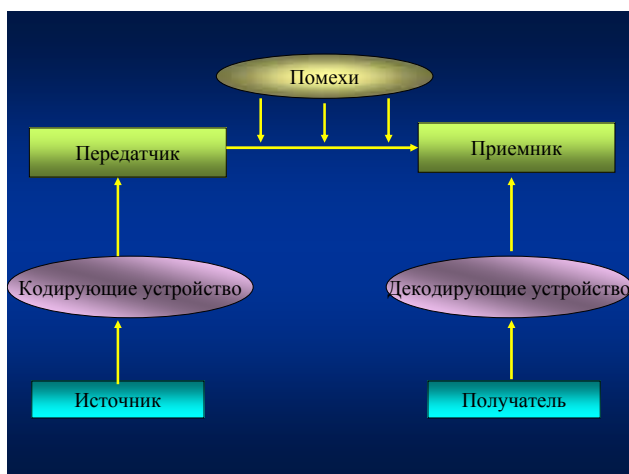 Помехи
Передатчик
Приемник
Кодирующие устройство
Декодирующие устройство
Источник
Получатель